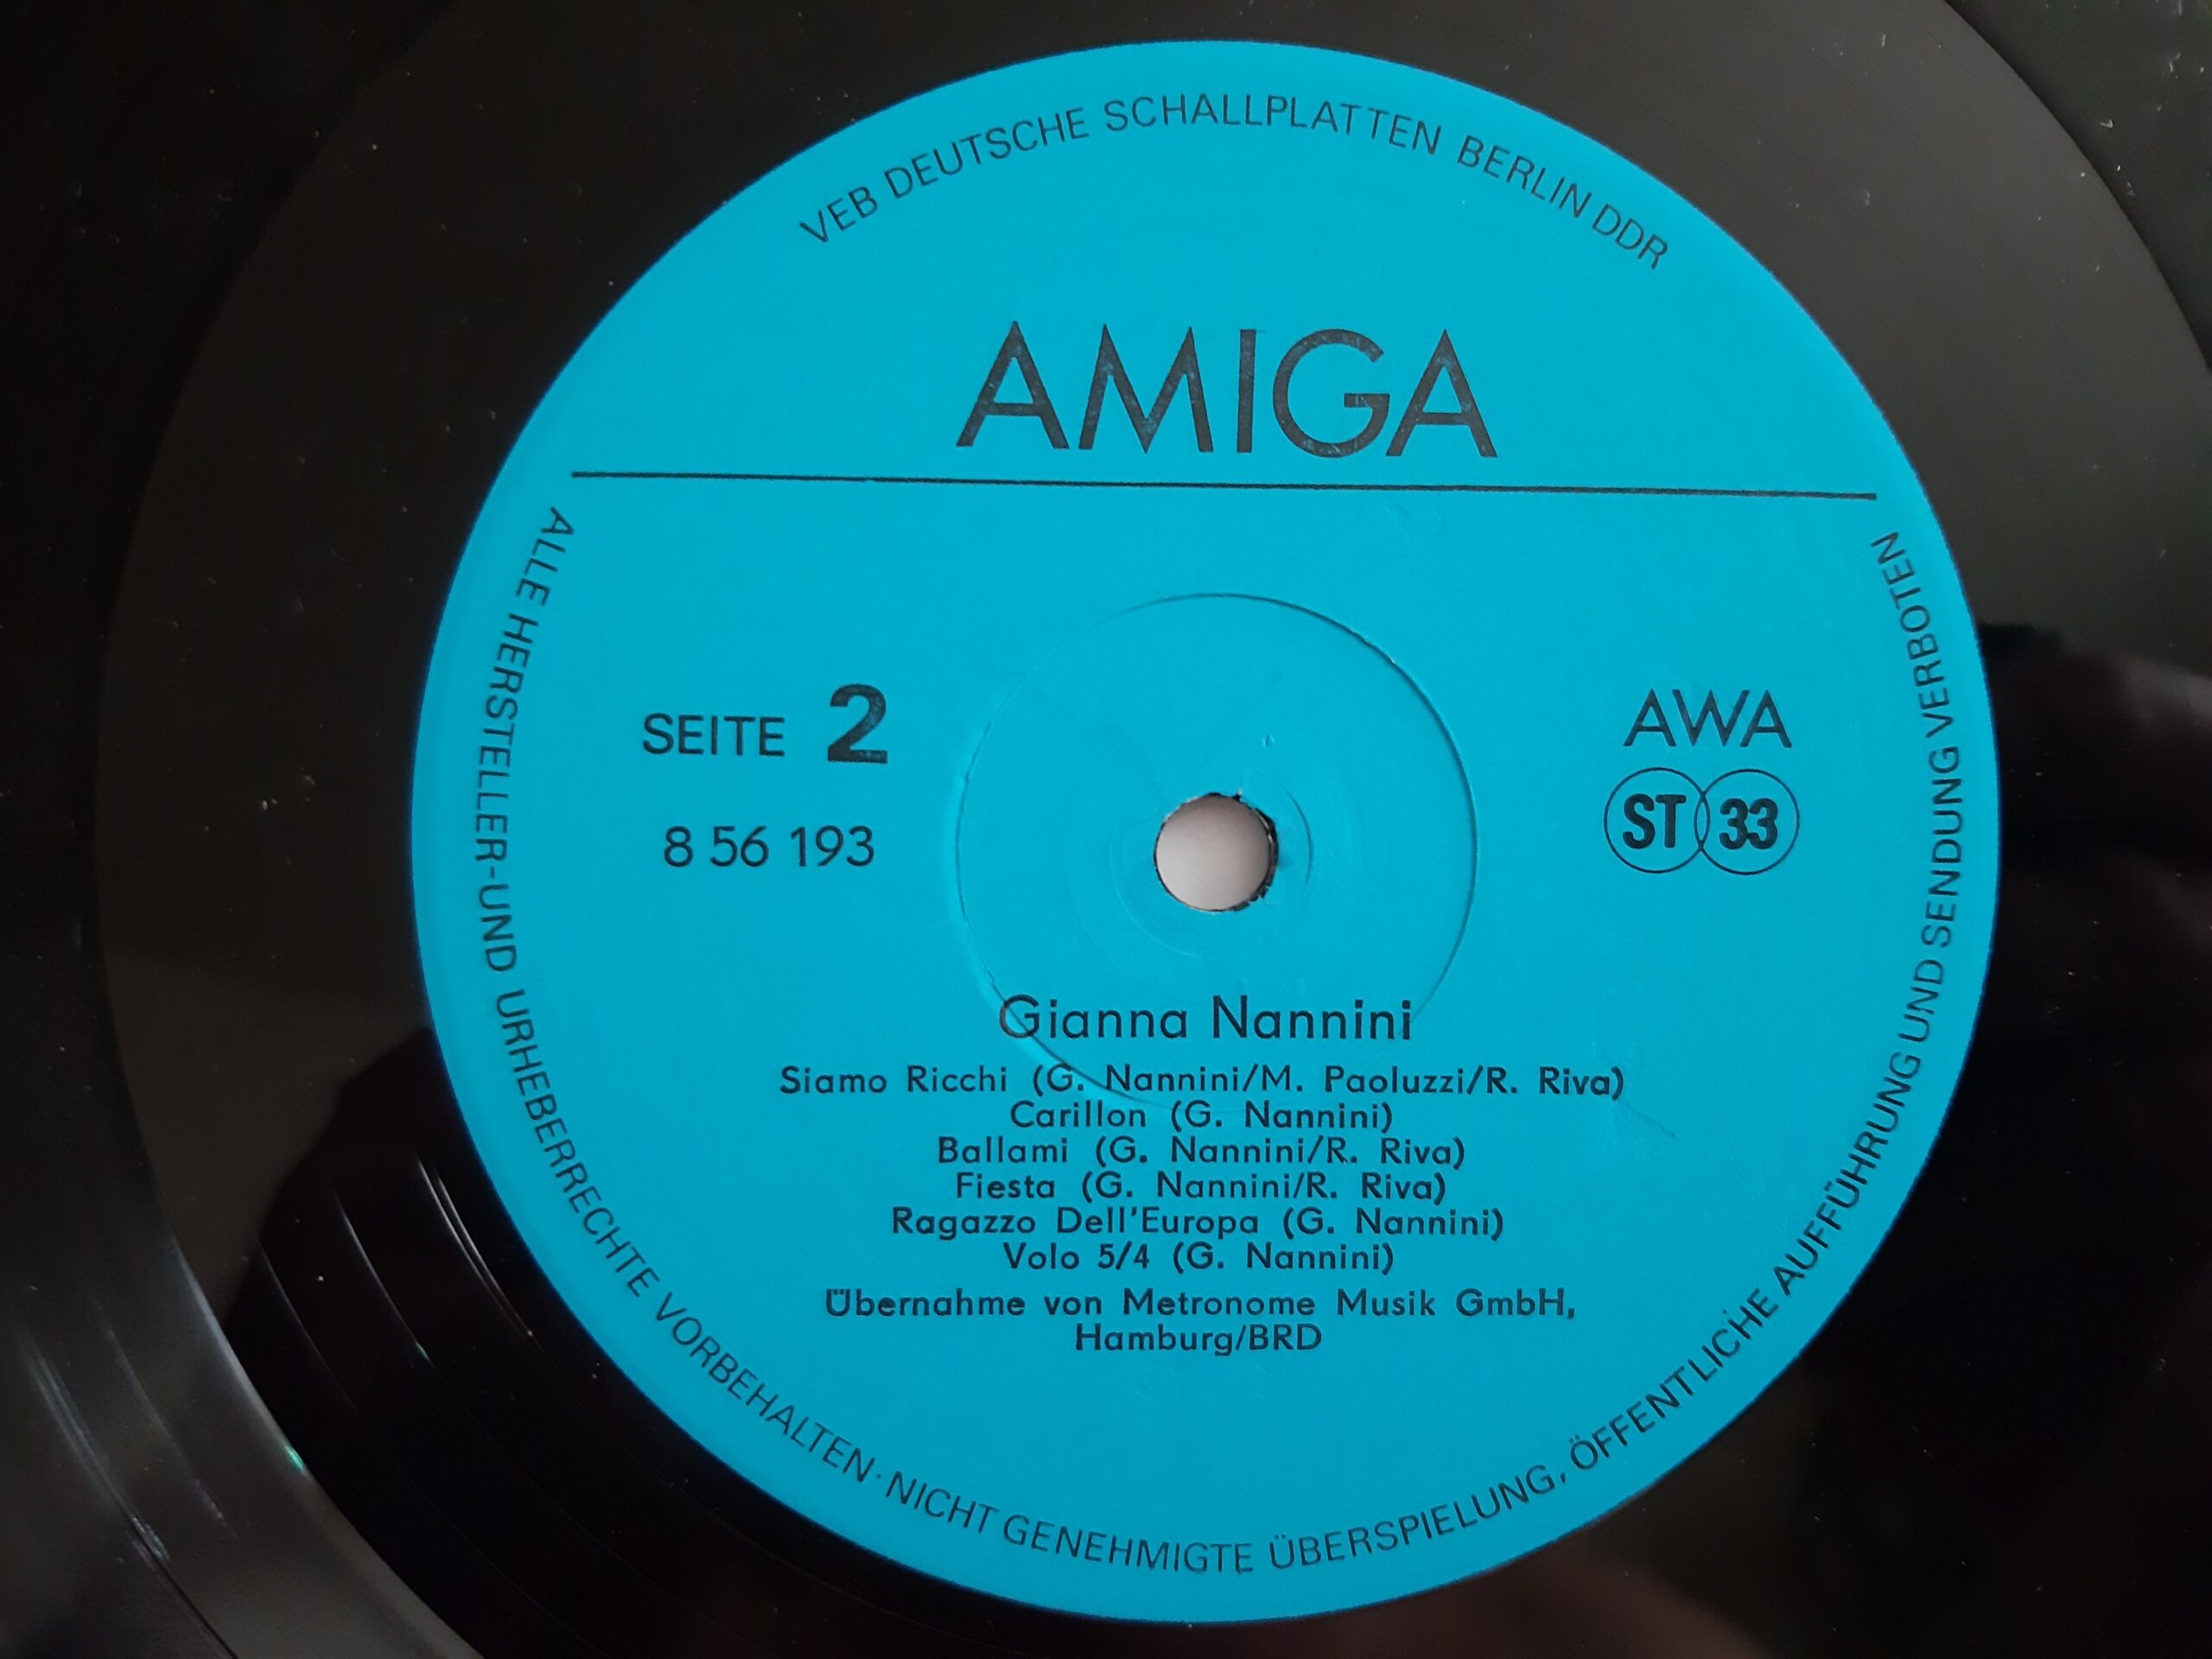 VEB DEUTSCHE SCHALLPLATTEN BERLIN DDR
AMIGA
SEITE 2
8 56 193
AWA
ST 33
Gianna Nannini
Siamo Ricchi (G. Nannini/M. Paoluzzi/R. Riva)
Carillon (G. Nannini)
Ballami (G. Nannini/R. Riva)
Fiesta (G. Nannini/R. Riva)
Ragazzo Dell'Europa (G. Nannini)
Volo 5/4 (G. Nannini)
Übernahme von Metronome Musik GmbH,
Hamburg/BRD
ALLE HERSTELLER-UND URHEBERRECHTE VORBEHALTEN · NICHT GENEHMIGTE ÜBERSPIELUNG, ÖFFENTLICHE AUFFÜHRUNG UND SENDUNG VERBOTEN